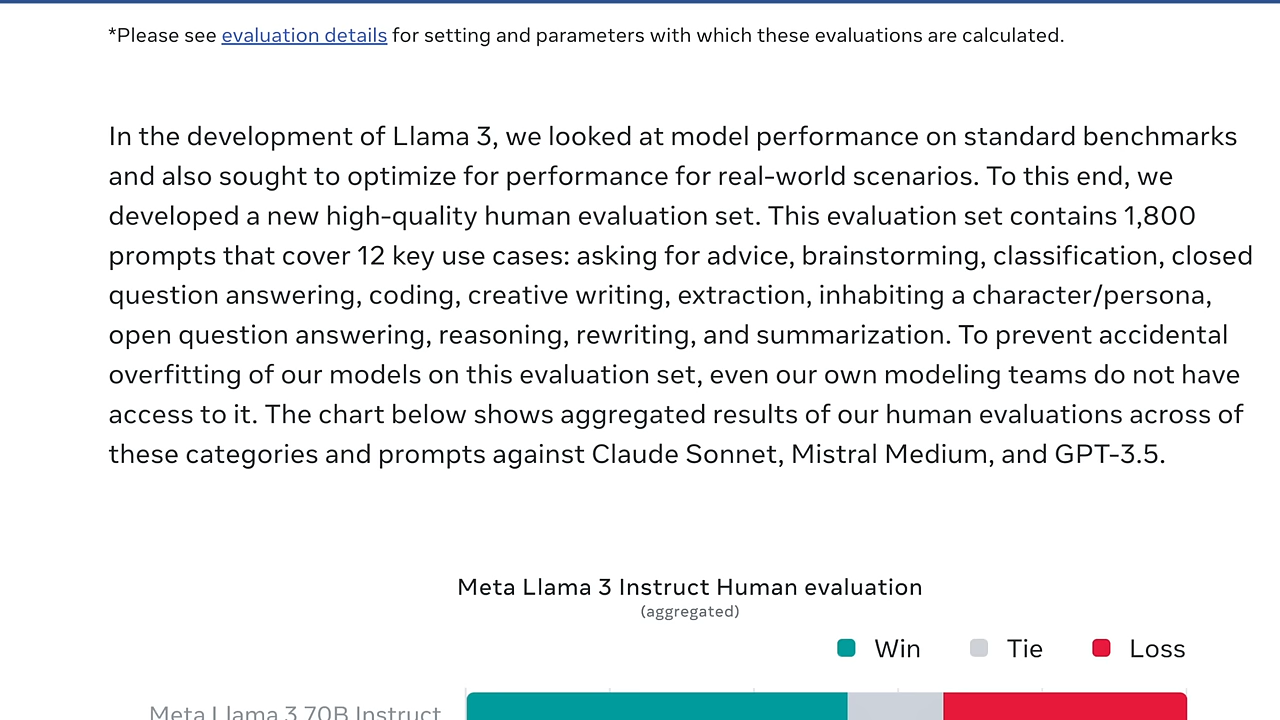 *Please see evaluation details for setting and parameters with which these evaluations are calculated.
In the development of Llama 3, we looked at model performance on standard benchmarks
and also sought to optimize for performance for real-world scenarios. To this end, we
developed a new high-quality human evaluation set. This evaluation set contains 1,800
prompts that cover 12 key use cases: asking for advice, brainstorming, classification, closed
question answering, coding, creative writing, extraction, inhabiting a character/persona,
open question answering, reasoning, rewriting, and summarization. To prevent accidental
overfitting of our models on this evaluation set, even our own modeling teams do not have
access to it. The chart below shows aggregated results of our human evaluations across of
these categories and prompts against Claude Sonnet, Mistral Medium, and GPT-3.5.
Meta Llama 3 Instruct Human evaluation
(aggregated)
Win Tie Loss
Meta Llama 3 70B Instruct